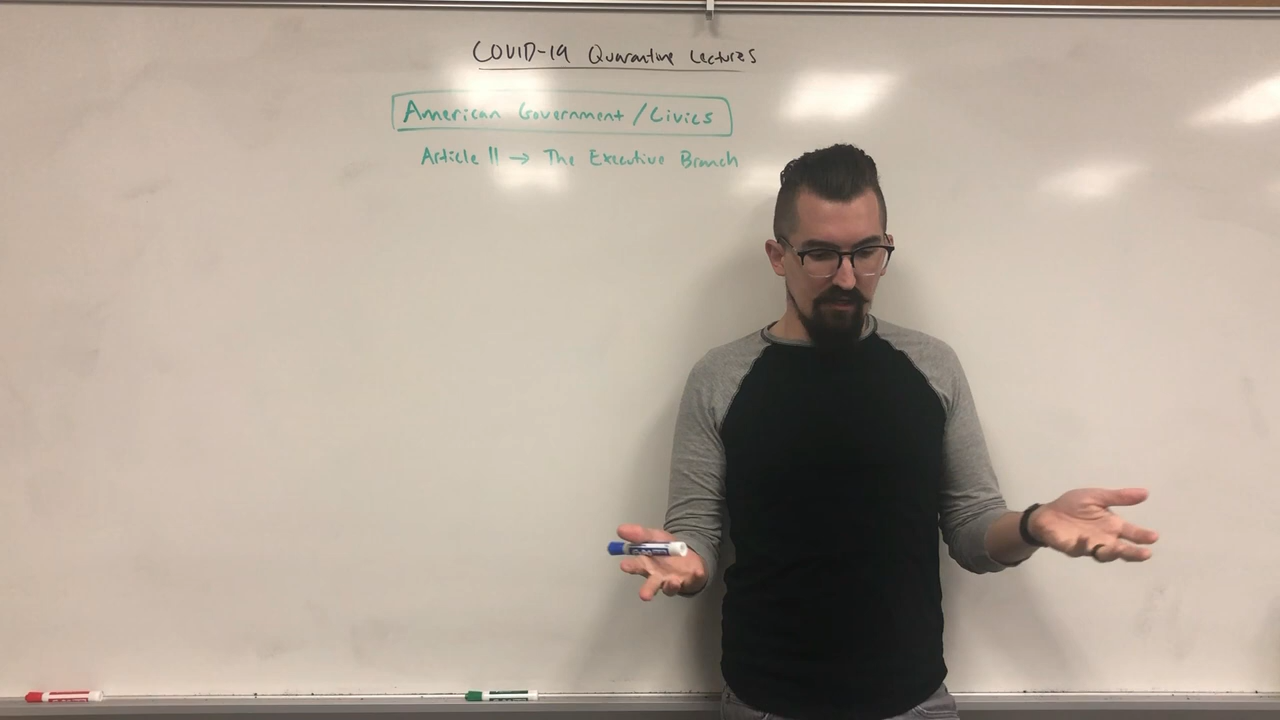 COVID-19 Quarantine Lectures
American Government/Civics
Article II → The Executive Branch